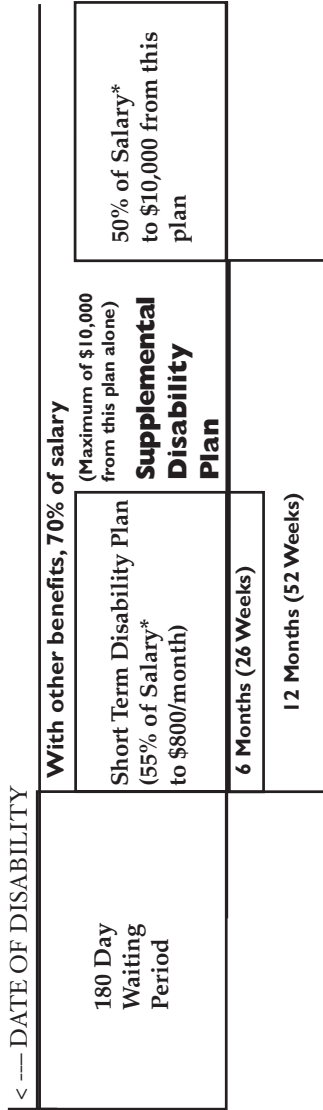 < ---- DATE OF DISABILITY
180 Day
Waiting
Period
With other benefits, 70% of salary
Short Term Disability Plan
(55% of Salary*
to $800/month)
(Maximum of $10,000
from this plan alone)
Supplemental
Disability
Plan
50% of Salary*
to $10,000 from this
plan
6 Months (26 Weeks)
12 Months (52 Weeks)